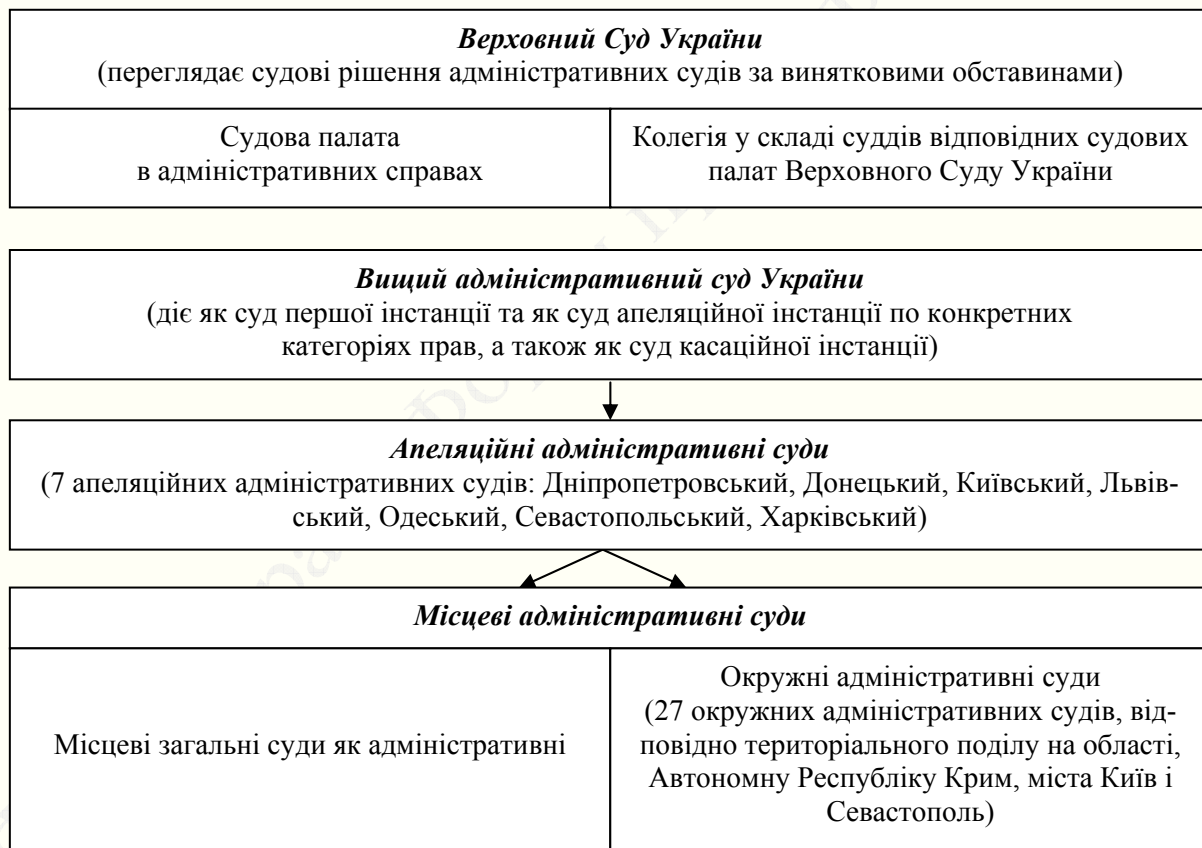 Верховний Суд України
(переглядає судові рішення адміністративних судів за винятковими обставинами)
Судова палата
в адміністративних справах
Колегія у складі суддів відповідних судових
палат Верховного Суду України
Вищий адміністративний суд України
(діє як суд першої інстанції та як суд апеляційної інстанції по конкретних
категоріях прав, а також як суд касаційної інстанції)
Апеляційні адміністративні суди
(7 апеляційних адміністративних судів: Дніпропетровський, Донецький, Київський, Львів-
ський, Одеський, Севастопольський, Харківський)
Місцеві адміністративні суди
Місцеві загальні суди як адміністративні
Окружні адміністративні суди
(27 окружних адміністративних судів, від-
повідно територіального поділу на області,
Автономну Республіку Крим, міста Київ і
Севастополь)